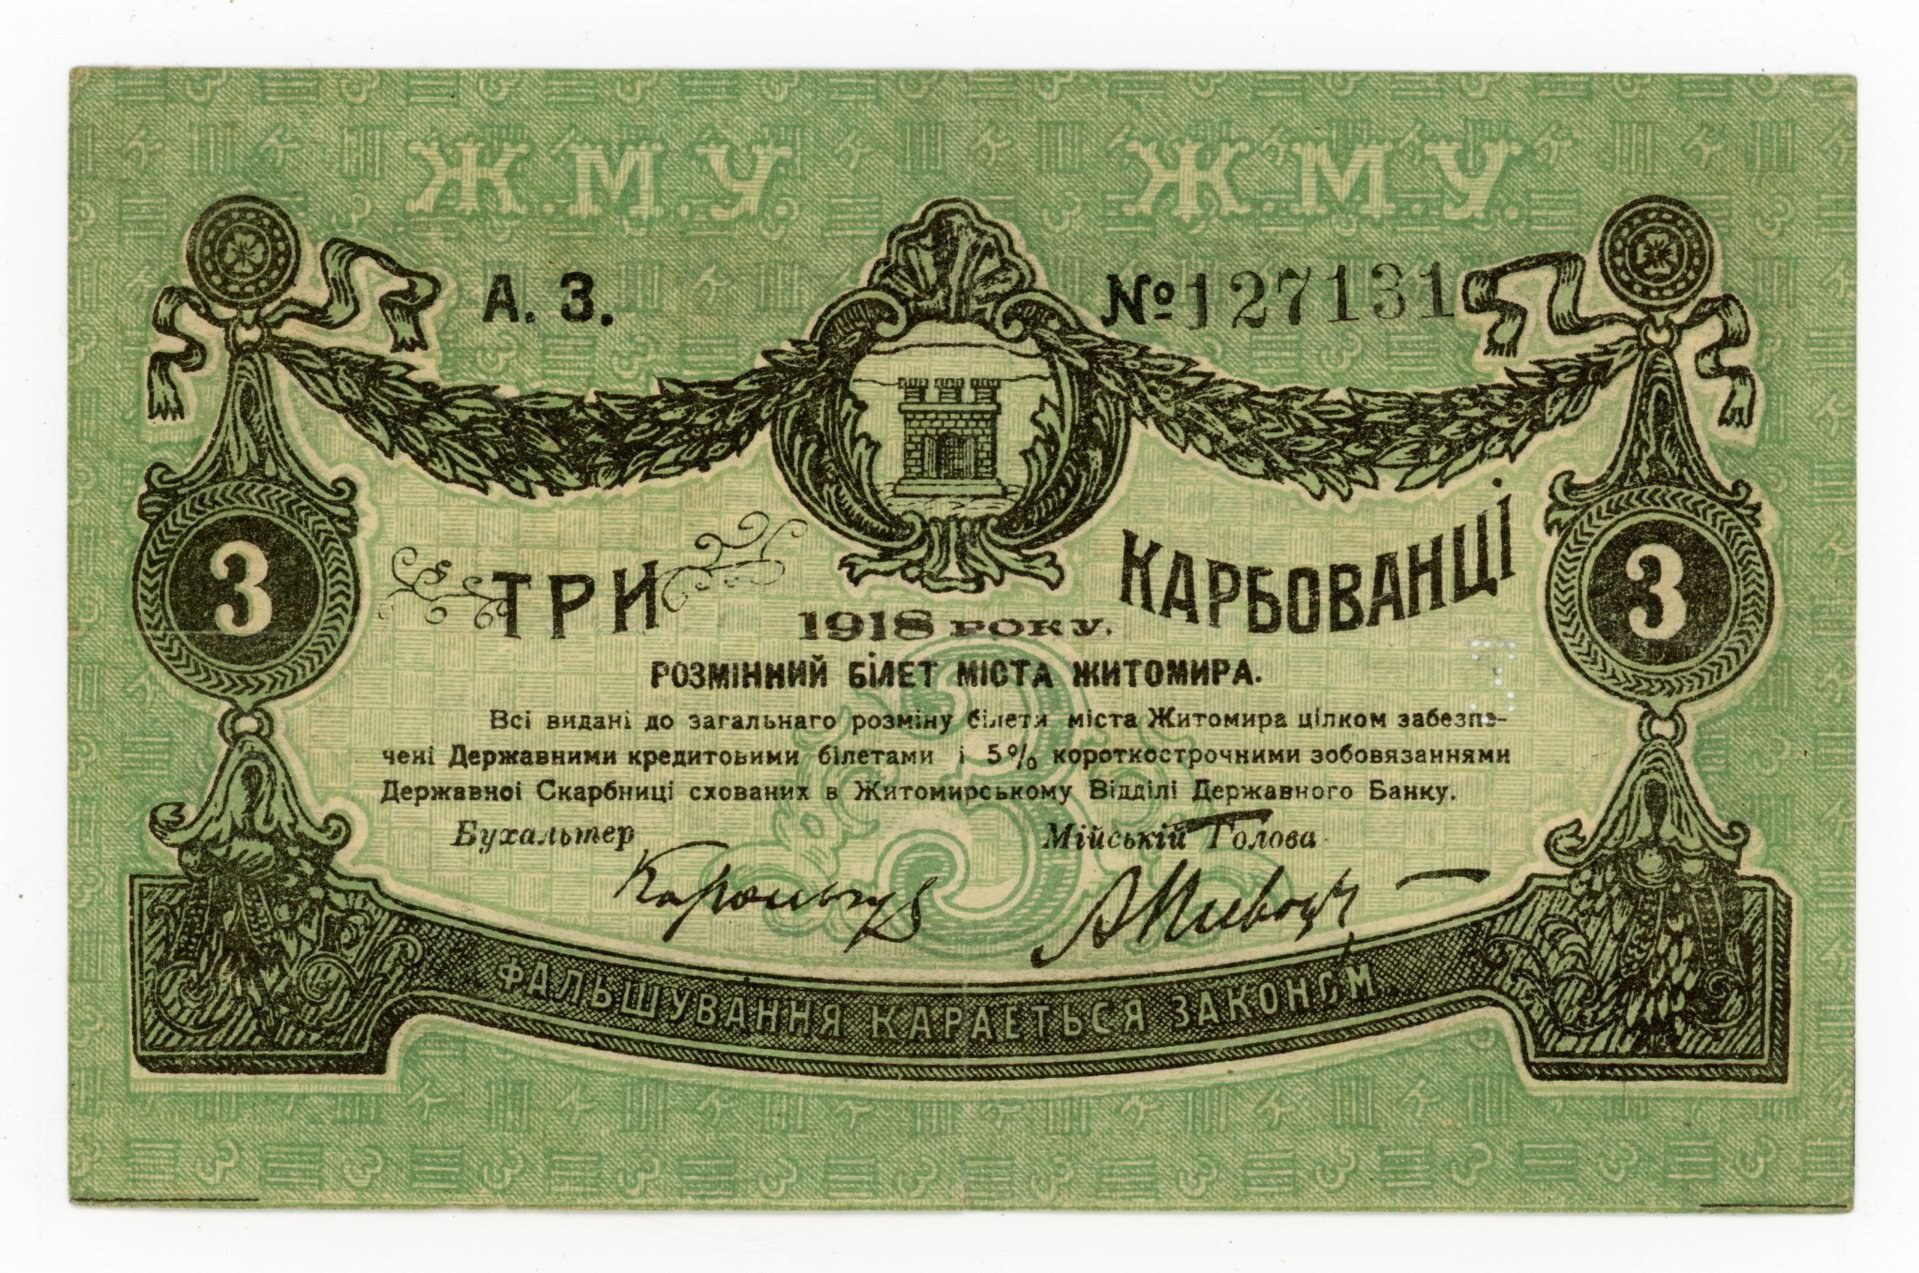 Ж.М.У. Ж.М.У.
А. З. №127131
3 3
ТРИ КАРБОВАНЦІ
1918 РОКУ.
РОЗМІННИЙ БІЛЕТ МІСТА ЖИТОМИРА.
Всі видані до загальнаго розміну білети міста Житомира цілком забезпе-
чені Державними кредитовими білетами і 5% короткострочними зобовязаннями
Державноі Скарбниці схованих в Житомирському Відділі Державного Банку.
Бухальтер Мійській Голова
3
ФАЛЬШУВАННЯ КАРАЕТЬСЯ ЗАКОНОМ